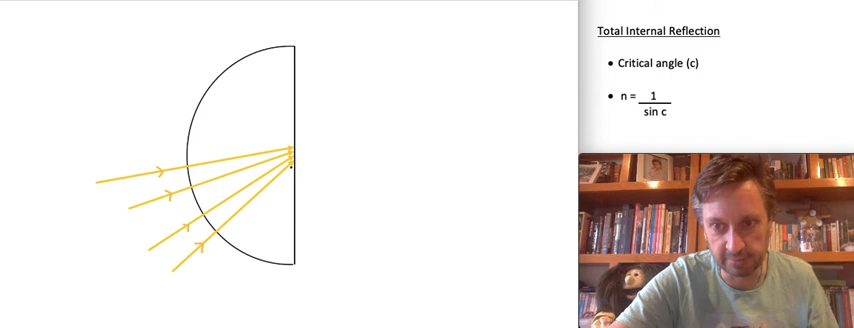 Total Internal Reflection
• Critical angle (c)
• n = 1
sin c